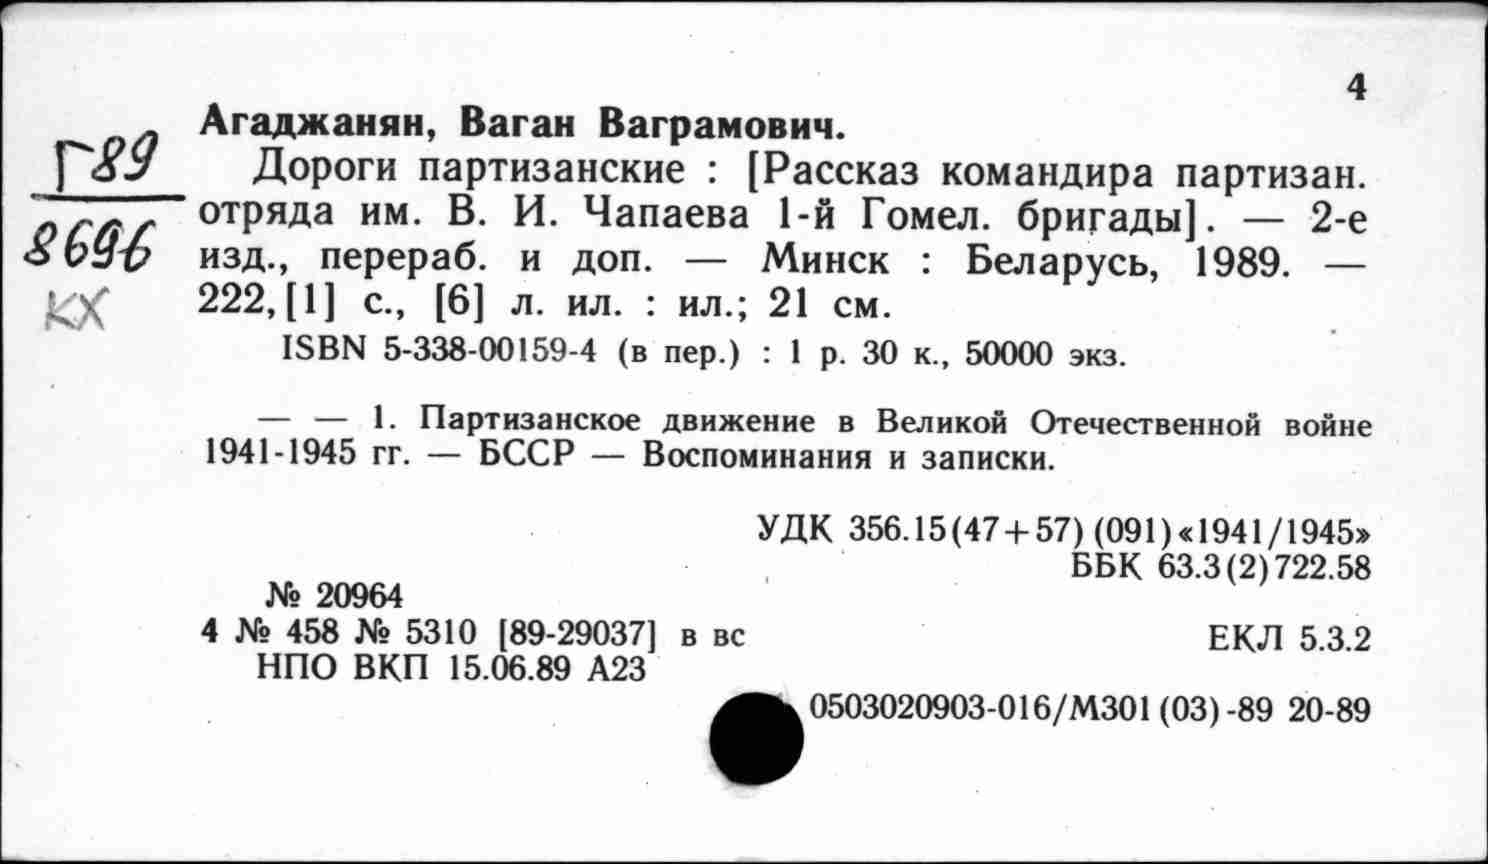 4
Агаджанян, Ваган Ваграмович.
Г89
8696
кх
Дороги партизанские : [Рассказ командира партизан.
отряда им. В. И. Чапаева 1-й Гомел. бригады]. — 2-е
изд., перераб. и доп. — Минск : Беларусь, 1989. —
222,[1] с., [6] л. ил. : ил.; 21 см.
ISBN 5-338-00159-4 (в пер.) : 1 р. 30 к., 50000 экз.
— — 1. Партизанское движение в Великой Отечественной войне
1941-1945 гг. — БССР — Воспоминания и записки.
УДК 356.15(47+57)(091)«1941/1945»
ББК 63.3(2)722.58
№ 20964
4 № 458 № 5310 [89-29037] в вс
ЕКЛ 5.3.2
НПО ВКП 15.06.89 А23
0503020903-016/М301(03)-89 20-89